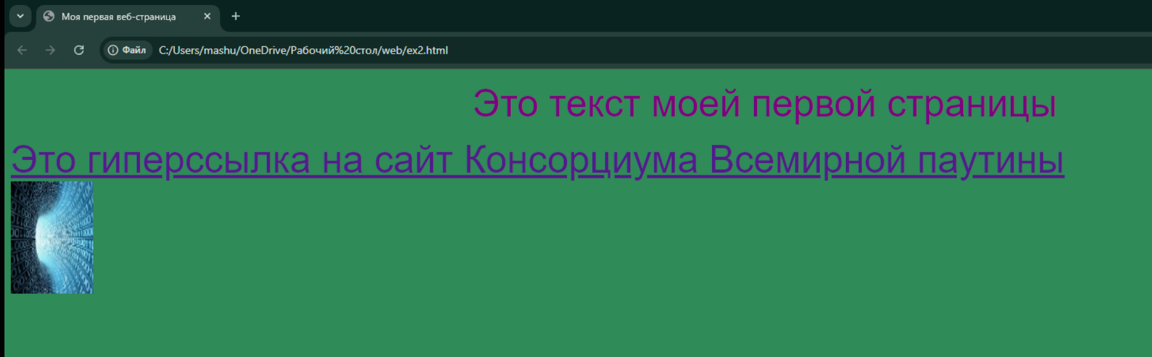 Моя первая веб-страница
Файл C:/Users/mashu/OneDrive/Рабочий%20стол/web/ex2.html
Это текст моей первой страницы
Это гиперссылка на сайт Консорциума Всемирной паутины